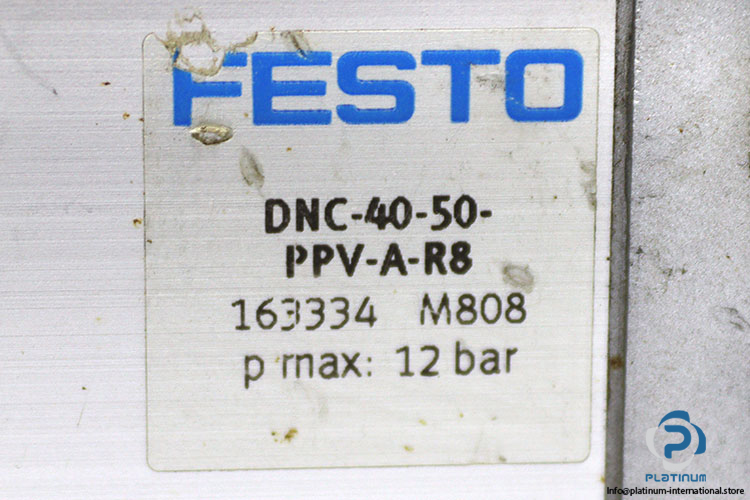 FESTO
DNC-40-50-
PPV-A-R8
163334 M808
p max: 12 bar
PLATINUM
Info@platinum-international.store